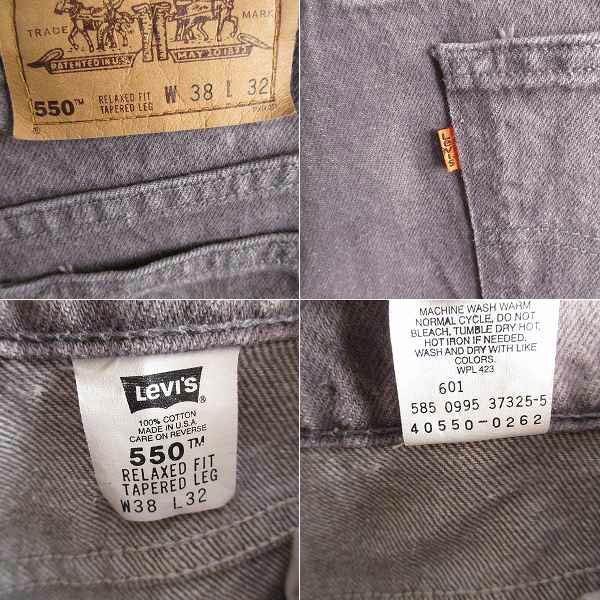 TRADE MARK
PATENTED IN U.S. MAY 20 1873
550™ RELAXED FIT TAPERED LEG W 38 L 32
®
LEVI'S
LEVI'S®
100% COTTON
MADE IN U.S.A
CARE ON REVERSE
550™
RELAXED FIT
TAPERED LEG
W38 L32
MACHINE WASH WARM
NORMAL CYCLE, DO NOT
BLEACH, TUMBLE DRY HOT,
HOT IRON IF NEEDED.
WASH AND DRY WITH LIKE
COLORS.
WPL 423
601
585 0995 37325-5
40550-0262